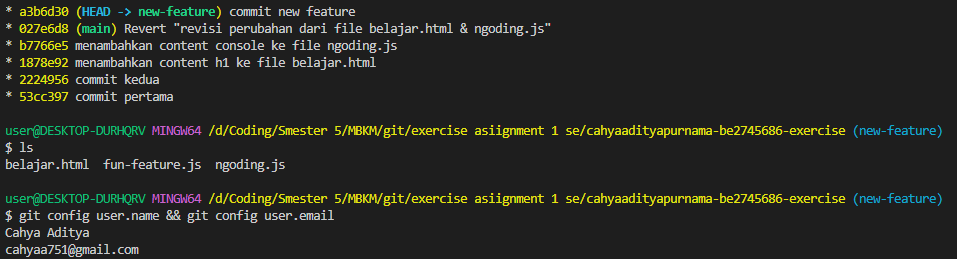 * a3b6d30 (HEAD -> new-feature) commit new feature
* 027e6d8 (main) Revert "revisi perubahan dari file belajar.html & ngoding.js"
* b7766e5 menambahkan content console ke file ngoding.js
* 1878e92 menambahkan content h1 ke file belajar.html
* 2224956 commit kedua
* 53cc397 commit pertama
user@DESKTOP-DURHQRV MINGW64 /d/Coding/Smester 5/MBKM/git/exercise asiignment 1 se/cahyaadityapurnama-be2745686-exercise (new-feature)
$ ls
belajar.html  fun-feature.js  ngoding.js
user@DESKTOP-DURHQRV MINGW64 /d/Coding/Smester 5/MBKM/git/exercise asiignment 1 se/cahyaadityapurnama-be2745686-exercise (new-feature)
$ git config user.name && git config user.email
Cahya Aditya
cahyaa751@gmail.com